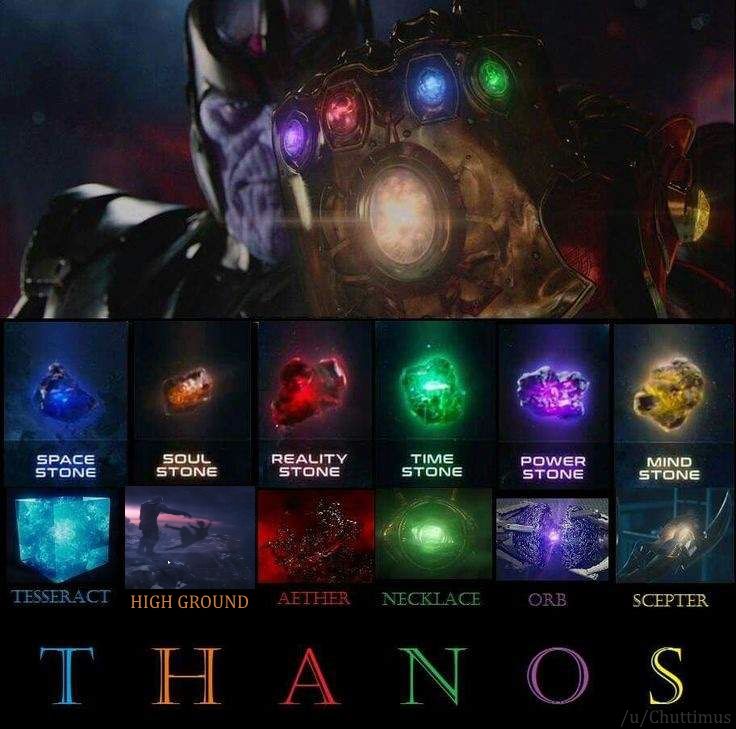 SPACE STONE
SOUL STONE
REALITY STONE
TIME STONE
POWER STONE
MIND STONE
TESSERACT
HIGH GROUND
AETHER
NECKLACE
ORB
SCEPTER
T H A N O S
/u/Chuttimus